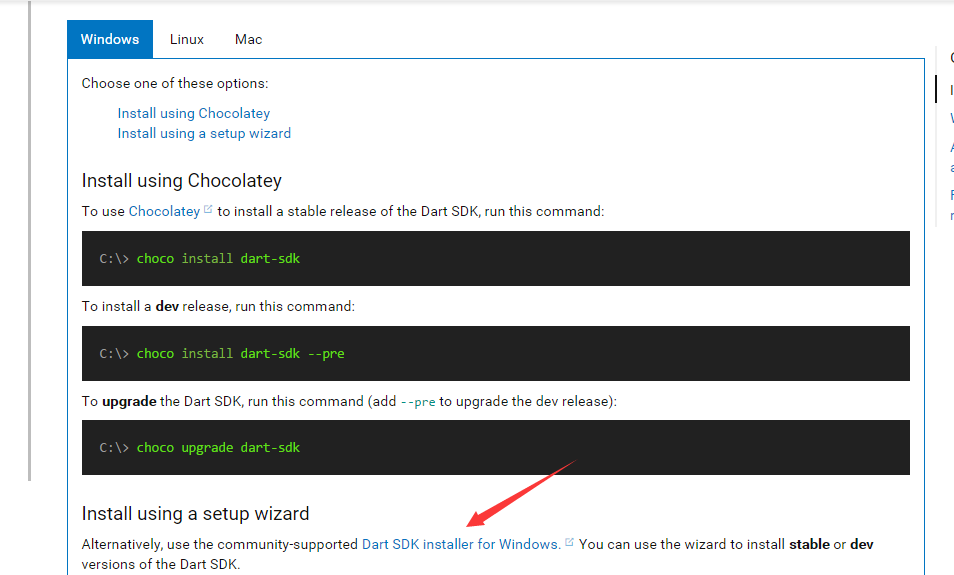 Windows Linux Mac
Choose one of these options:
Install using Chocolatey
Install using a setup wizard
Install using Chocolatey
To use Chocolatey to install a stable release of the Dart SDK, run this command:
C:\> choco install dart-sdk
To install a dev release, run this command:
C:\> choco install dart-sdk --pre
To upgrade the Dart SDK, run this command (add --pre to upgrade the dev release):
C:\> choco upgrade dart-sdk
Install using a setup wizard
Alternatively, use the community-supported Dart SDK installer for Windows. You can use the wizard to install stable or dev
versions of the Dart SDK.